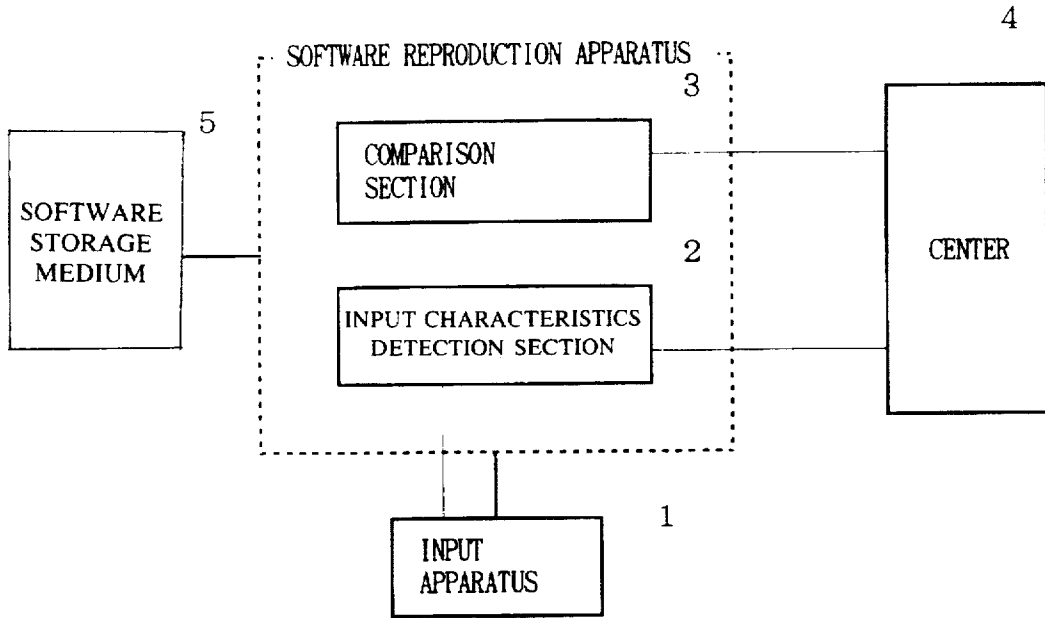 4
SOFTWARE REPRODUCTION APPARATUS
3
5
COMPARISON
SECTION
SOFTWARE
STORAGE
MEDIUM
CENTER
2
INPUT CHARACTERISTICS
DETECTION SECTION
1
INPUT
APPARATUS